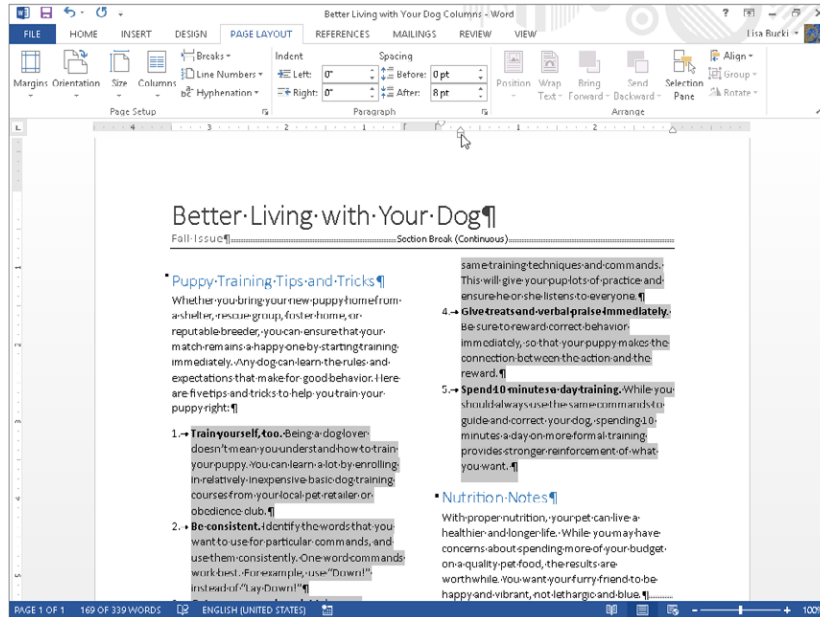 Better Living with Your Dog Columns - Word
FILE HOME INSERT DESIGN PAGE LAYOUT REFERENCES MAILINGS REVIEW VIEW Lisa Bucki
Margins Orientation Size Columns
Breaks
Line Numbers
Hyphenation
Page Setup
Indent Spacing
Left: 0" Before: 0 pt
Right: 0" After: 8 pt
Paragraph
Position Wrap Text Bring Forward Send Backward Selection Pane
Align
Group
Rotate
Arrange
4 3 2 1 1 2
Better·Living·with·Your·Dog¶
Fall·Issue¶ Section Break (Continuous)
Puppy·Training·Tips·and·Tricks¶
Whether·you·bring·your·new·puppy·home·from·
a·shelter,·rescue·group,·foster·home,·or·
reputable·breeder,·you·can·ensure·that·your·
match·remains·a·happy·one·by·starting·training·
immediately.·Any·dog·can·learn·the·rules·and·
expectations·that·make·for·good·behavior.·Here·
are·five·tips·and·tricks·to·help·you·train·your·
puppy·right:¶
1.→Train·yourself,·too.·Being·a·dog·lover·
doesn't·mean·you·understand·how·to·train·
your·puppy.·You·can·learn·a·lot·by·enrolling·
in·relatively·inexpensive·basic·dog·training·
courses·from·your·local·pet·retailer·or·
obedience·club.¶
2.→Be·consistent.·Identify·the·words·that·you·
want·to·use·for·particular·commands,·and·
use·them·consistently.·One·word·commands·
work·best.·For·example,·use·"Down!"·
instead·of·"Lay·Down!"¶
same·training·techniques·and·commands.·
This·will·give·your·pup·lots·of·practice·and·
ensure·he·or·she·listens·to·everyone.¶
4.→Give·treats·and·verbal·praise·immediately.·
Be·sure·to·reward·correct·behavior·
immediately,·so·that·your·puppy·makes·the·
connection·between·the·action·and·the·
reward.¶
5.→Spend·10·minutes·a·day·training.·While·you·
should·always·use·the·same·commands·to·
guide·and·correct·your·dog,·spending·10·
minutes·a·day·on·more·formal·training·
provides·stronger·reinforcement·of·what·
you·want.·¶
Nutrition·Notes¶
With·proper·nutrition,·your·pet·can·live·a·
healthier·and·longer·life.·While·you·may·have·
concerns·about·spending·more·of·your·budget·
on·a·quality·pet·food,·the·results·are·
worthwhile.·You·want·your·furry·friend·to·be·
happy·and·vibrant,·not·lethargic·and·blue.¶
PAGE 1 OF 1 169 OF 339 WORDS ENGLISH (UNITED STATES) 100%